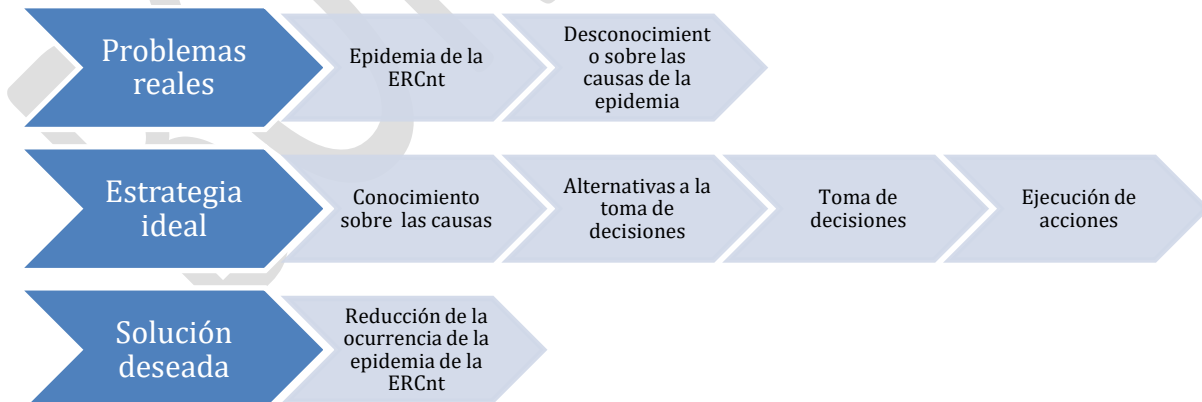 Problemas
reales
Epidemia de la
ERCnt
Desconocimient
o sobre las
causas de la
epidemia
Estrategia
ideal
Conocimiento
sobre las causas
Alternativas a la
toma de
decisiones
Toma de
decisiones
Ejecución de
acciones
Solución
deseada
Reducción de la
ocurrencia de la
epidemia de la
ERCnt